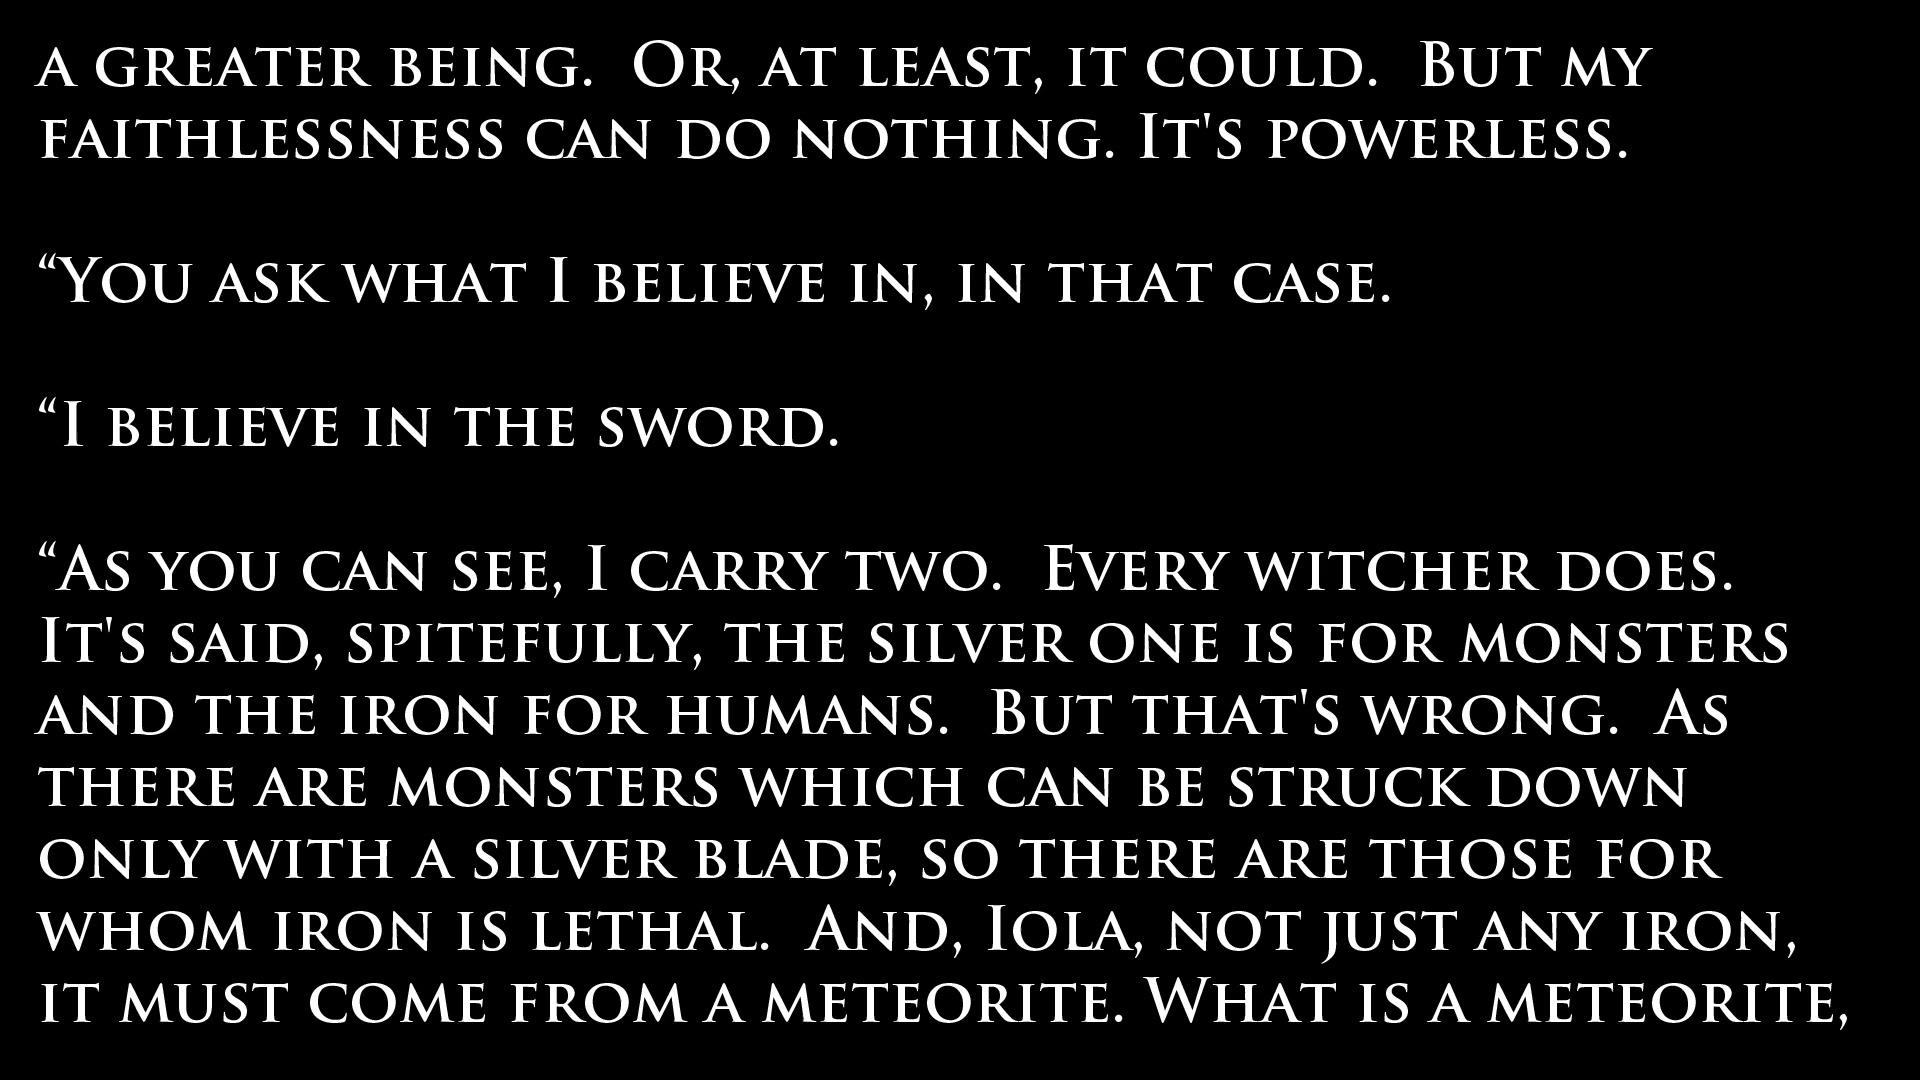 a greater being.  Or, at least, it could.  But my
faithlessness can do nothing. It's powerless.
“You ask what I believe in, in that case.
“I believe in the sword.
“As you can see, I carry two.  Every witcher does.
It's said, spitefully, the silver one is for monsters
and the iron for humans.  But that's wrong.  As
there are monsters which can be struck down
only with a silver blade, so there are those for
whom iron is lethal.  And, Iola, not just any iron,
it must come from a meteorite. What is a meteorite,